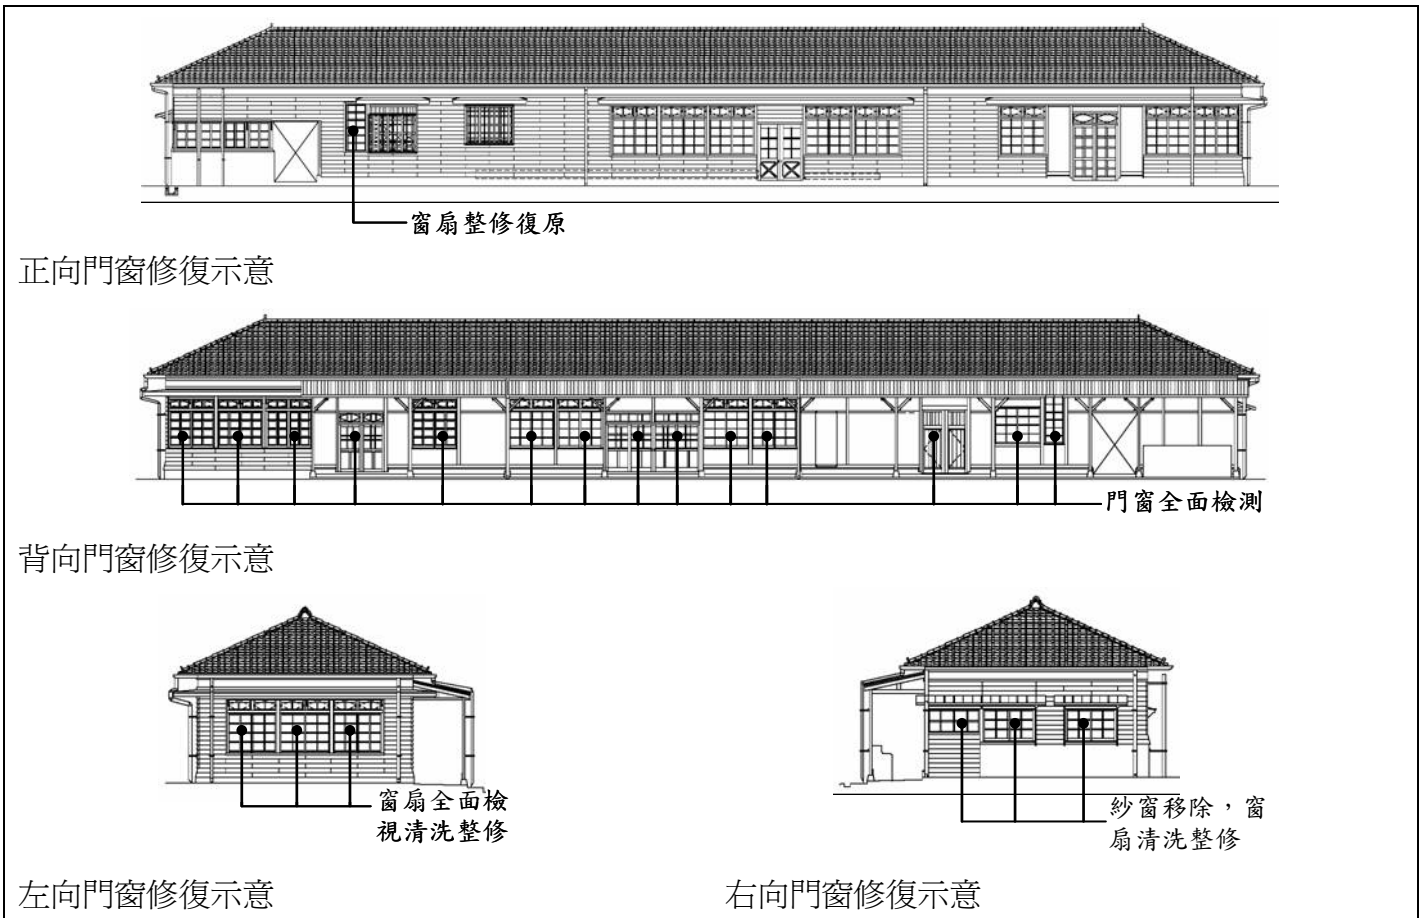 窗扇整修復原
正向門窗修復示意
門窗全面檢測
背向門窗修復示意
窗扇全面檢
視清洗整修
紗窗移除，窗
扇清洗整修
左向門窗修復示意
右向門窗修復示意